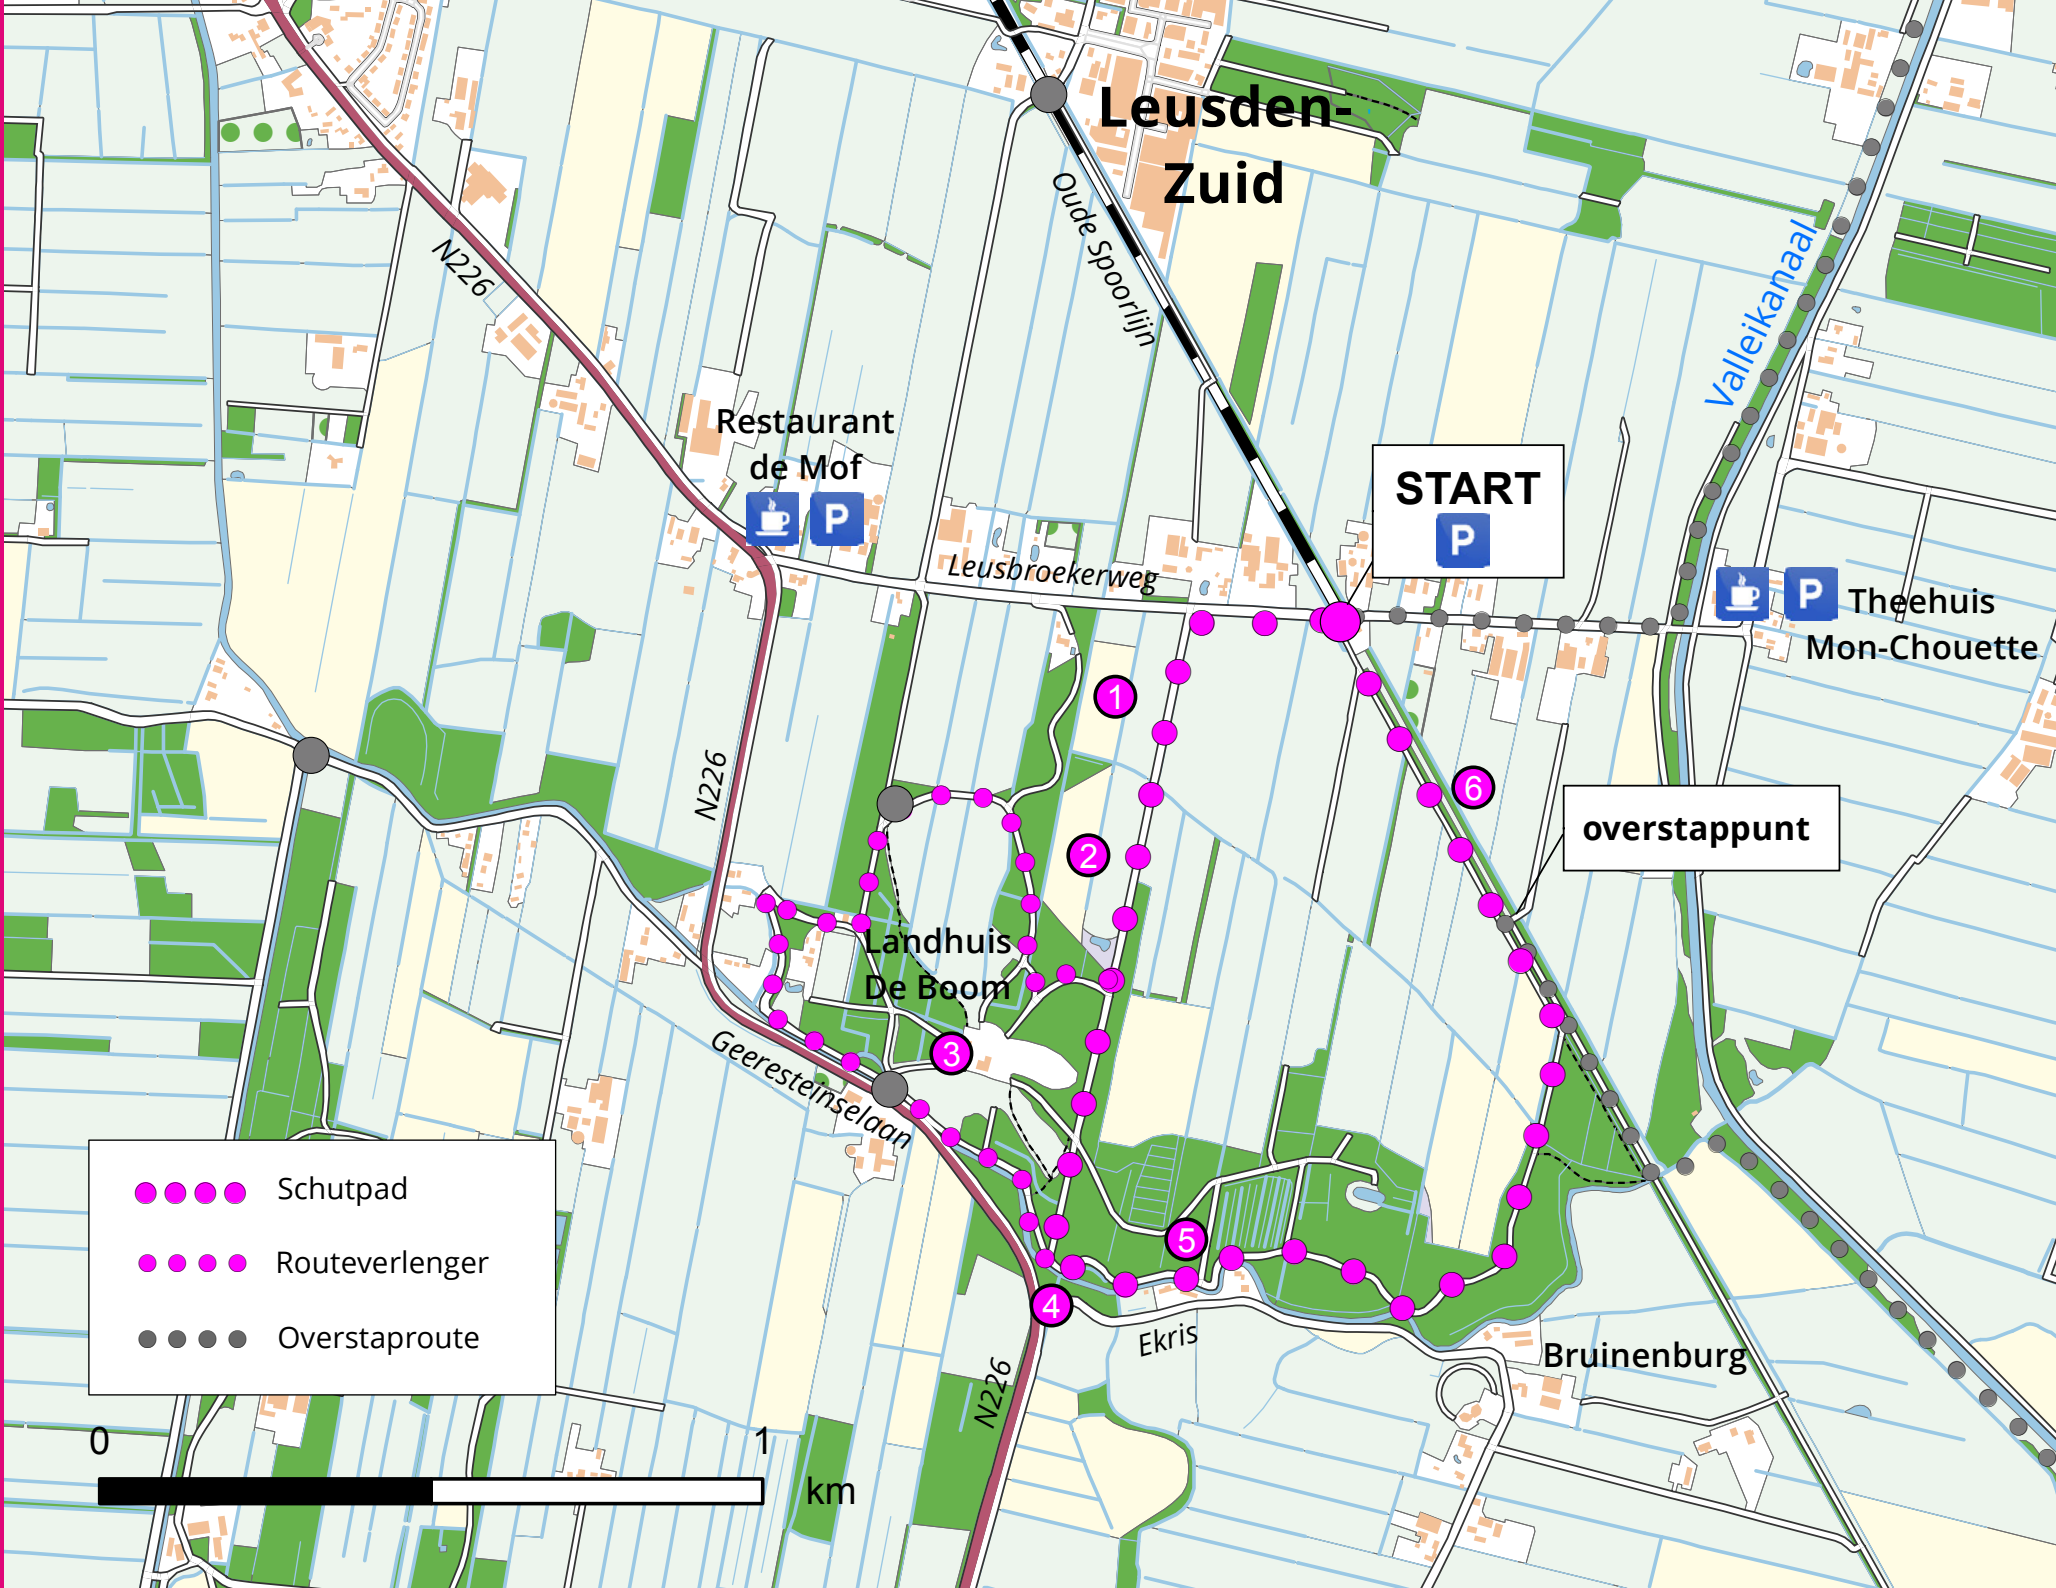 Leusden-
Zuid
N226
Oude Spoorlijn
Valleikanaal
Restaurant
de Mof
P
START
P
Leusbroekerweg
P
Theehuis
Mon-Chouette
1
6
N226
overstappunt
2
Landhuis
De Boom
3
Geeresteinselaan
5
4
Ekris
Bruinenburg
N226
Schutpad
Routeverlenger
Overstaproute
0
1
km